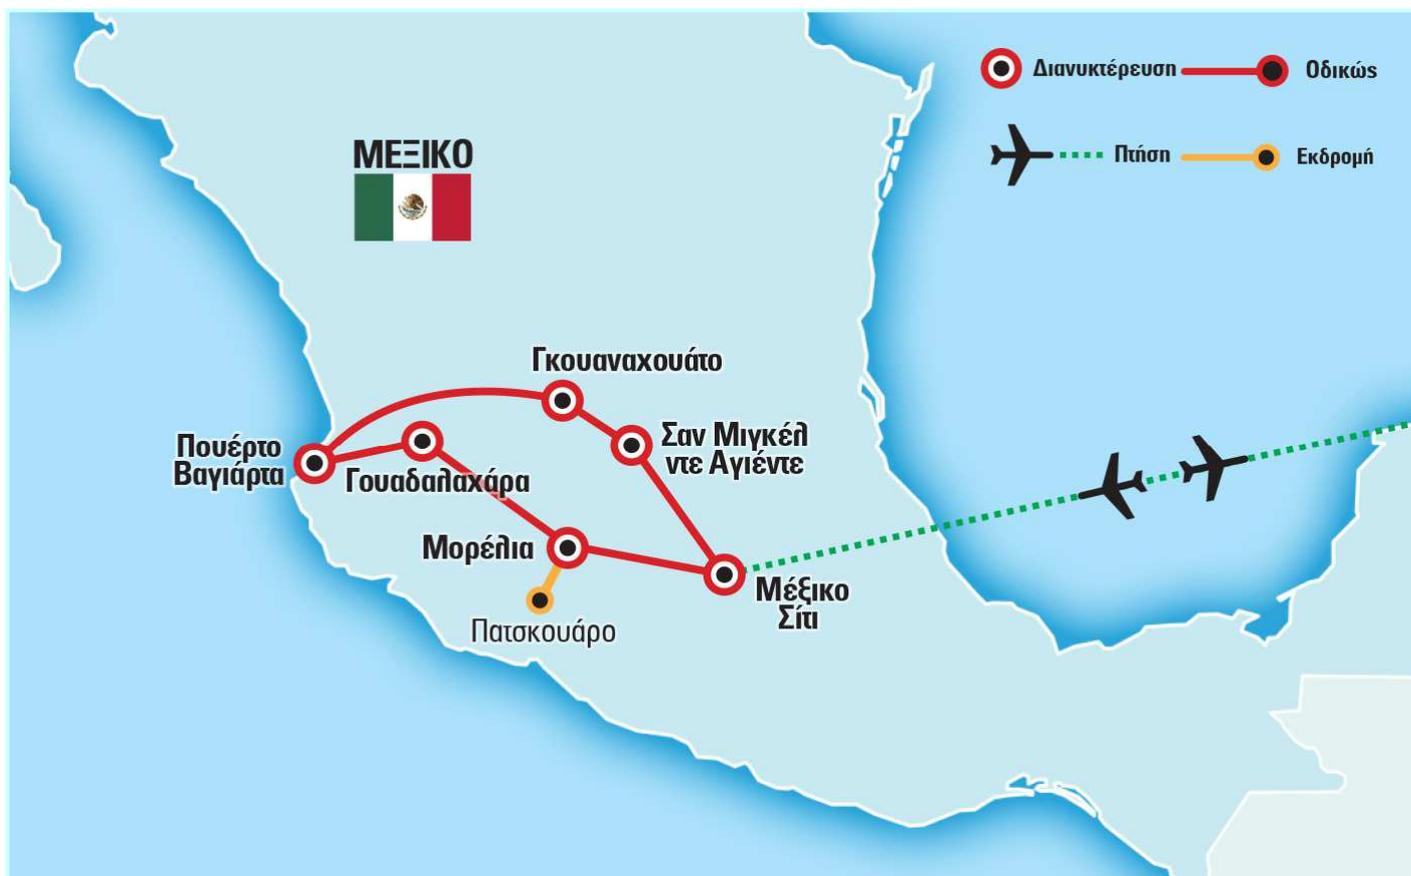 Διανυκτέρευση
Οδικώς
ΜΕΞΙΚΟ
Πτήση
Εκδρομή
Γκουαναχουάτο
Πουέρτο
Βαγιάρτα
Σαν Μιγκέλ
ντε Αγιέντε
Γουαδαλαχάρα
Μορέλια
Μέξικο
Σίτι
Πατσκουάρο